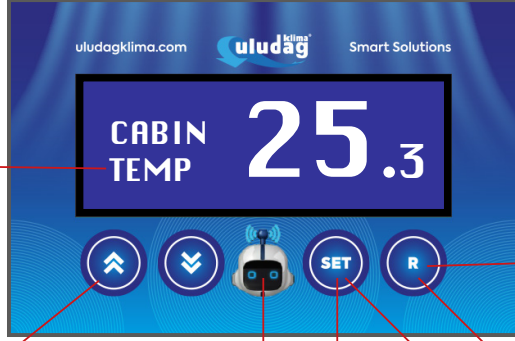 uludagklima.com
klima
uludağ
Smart Solutions
CABIN 25.3
TEMP
SET
R